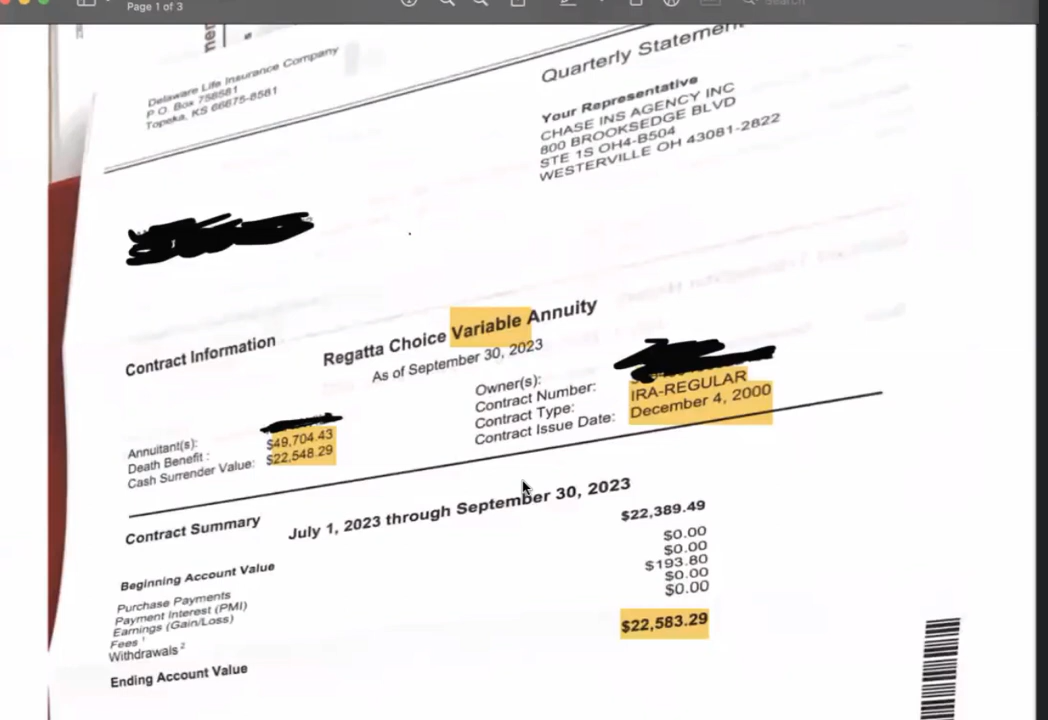 Page 1 of 3
Search
Delaware Life Insurance Company
P.O. Box 758581
Topeka, KS 66675-8581
Quarterly Statement
Your Representative
CHASE INS AGENCY INC
800 BROOKSEDGE BLVD
STE 1S OH4-B504
WESTERVILLE OH 43081-2822
Regatta Choice Variable Annuity
As of September 30, 2023
Contract Information
Owner(s):
Contract Number:
Contract Type: IRA-REGULAR
Contract Issue Date: December 4, 2000
Annuitant(s):
Death Benefit : $49,704.43
Cash Surrender Value: $22,548.29
Contract Summary July 1, 2023 through September 30, 2023
Beginning Account Value $22,389.49
Purchase Payments $0.00
Payment Interest (PMI) $0.00
Earnings (Gain/Loss) $193.80
Fees 1 $0.00
Withdrawals 2 $0.00
Ending Account Value $22,583.29